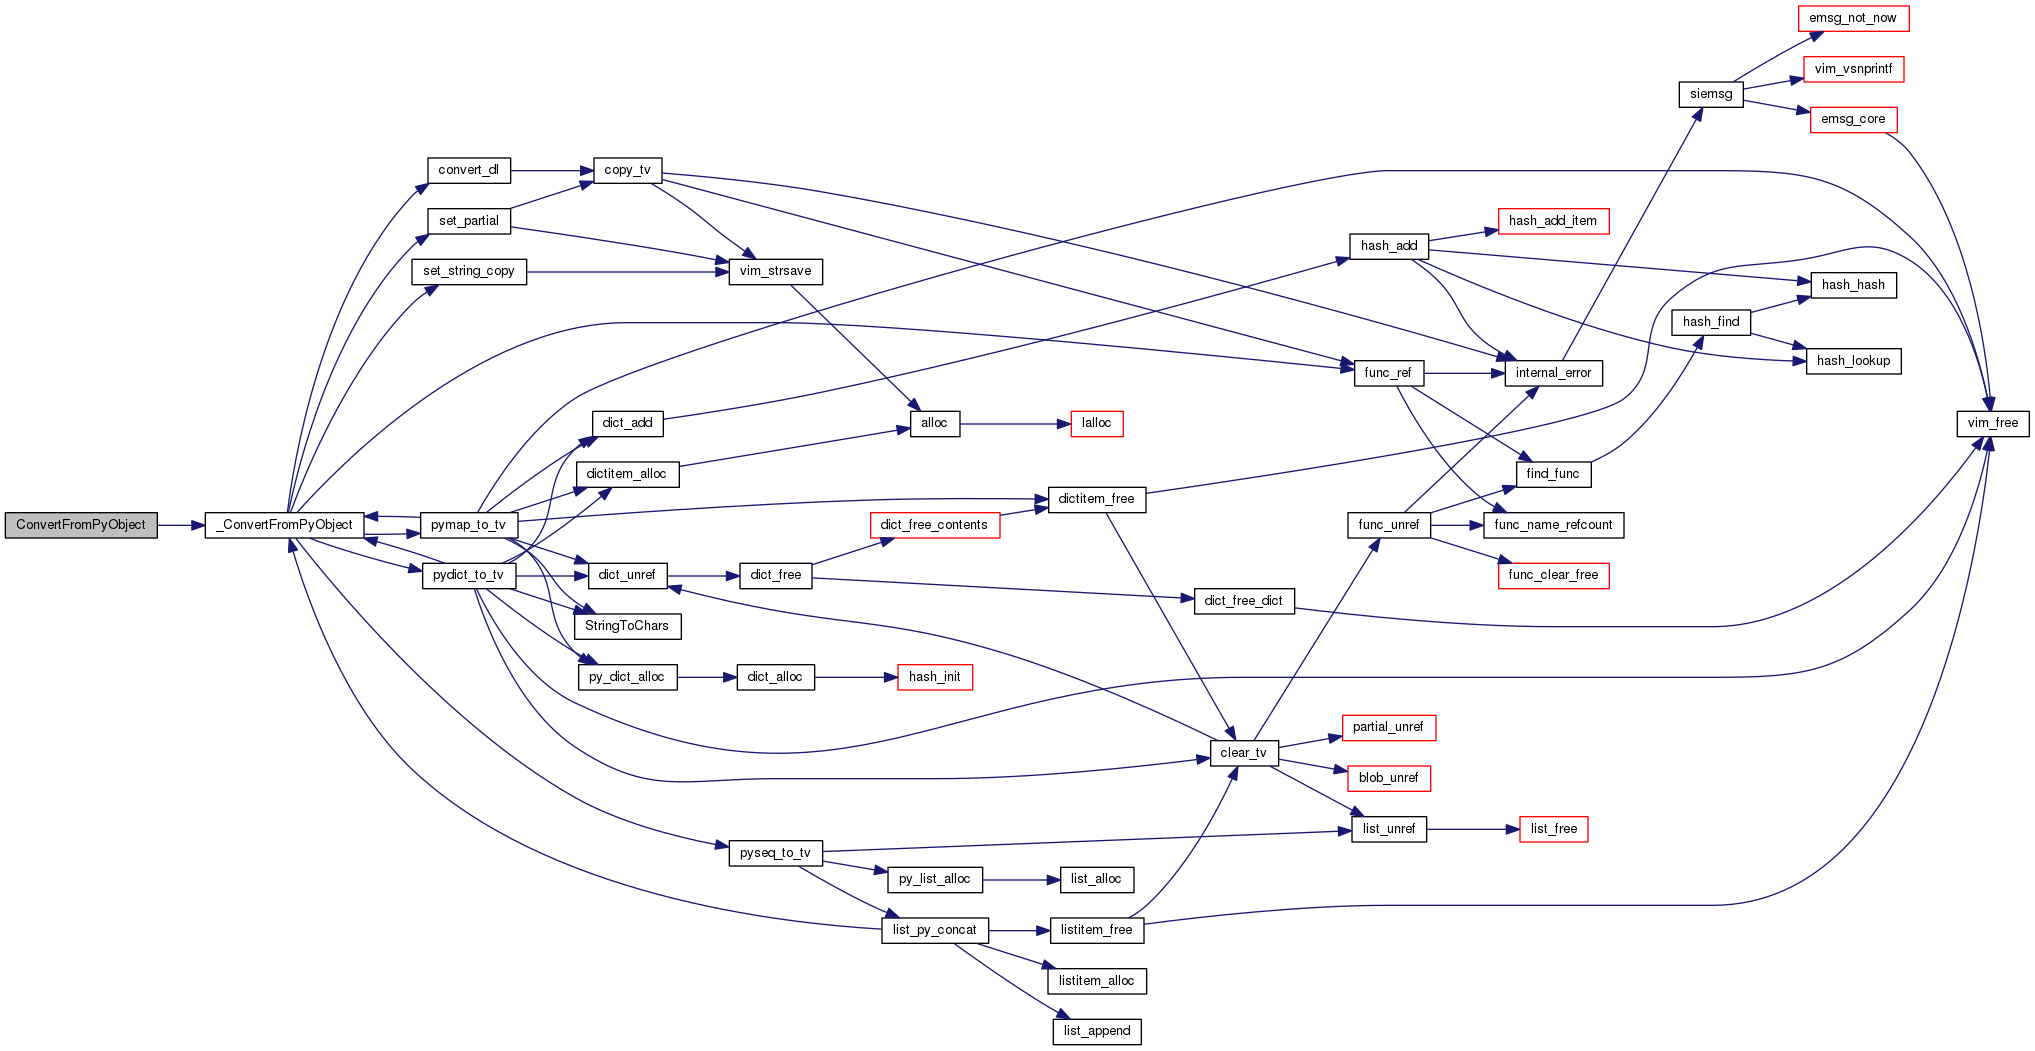 emsg_not_now
vim_vsnprintf
siemsg
emsg_core
convert_dl
copy_tv
set_partial
hash_add_item
hash_add
set_string_copy
vim_strsave
hash_hash
hash_find
hash_lookup
func_ref
internal_error
dict_add
alloc
lalloc
vim_free
dictitem_alloc
find_func
dictitem_free
ConvertFromPyObject
_ConvertFromPyObject
pymap_to_tv
dict_free_contents
func_unref
func_name_refcount
pydict_to_tv
dict_unref
dict_free
func_clear_free
dict_free_dict
StringToChars
py_dict_alloc
dict_alloc
hash_init
partial_unref
clear_tv
blob_unref
list_unref
list_free
pyseq_to_tv
py_list_alloc
list_alloc
list_py_concat
listitem_free
listitem_alloc
list_append